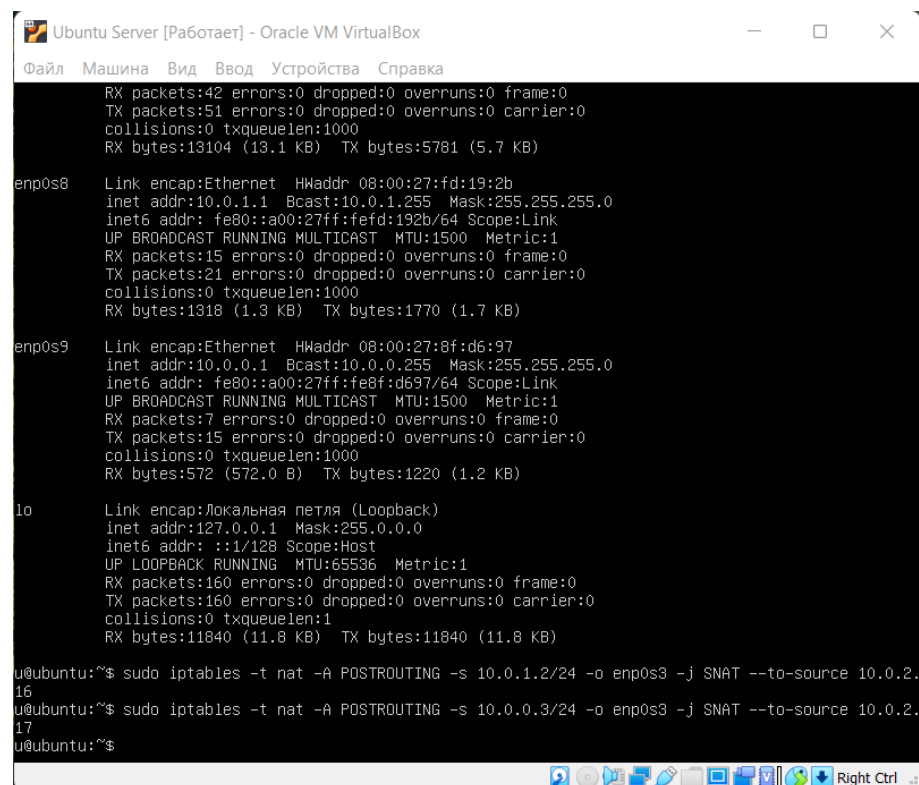 Ubuntu Server [Работает] - Oracle VM VirtualBox
Файл Машина Вид Ввод Устройства Справка
RX packets:42 errors:0 dropped:0 overruns:0 frame:0
TX packets:51 errors:0 dropped:0 overruns:0 carrier:0
collisions:0 txqueuelen:1000
RX bytes:13104 (13.1 KB)  TX bytes:5781 (5.7 KB)
enp0s8 Link encap:Ethernet  HWaddr 08:00:27:fd:19:2b
inet addr:10.0.1.1  Bcast:10.0.1.255  Mask:255.255.255.0
inet6 addr: fe80::a00:27ff:fefd:192b/64 Scope:Link
UP BROADCAST RUNNING MULTICAST  MTU:1500  Metric:1
RX packets:15 errors:0 dropped:0 overruns:0 frame:0
TX packets:21 errors:0 dropped:0 overruns:0 carrier:0
collisions:0 txqueuelen:1000
RX bytes:1318 (1.3 KB)  TX bytes:1770 (1.7 KB)
enp0s9 Link encap:Ethernet  HWaddr 08:00:27:8f:d6:97
inet addr:10.0.0.1  Bcast:10.0.0.255  Mask:255.255.255.0
inet6 addr: fe80::a00:27ff:fe8f:d697/64 Scope:Link
UP BROADCAST RUNNING MULTICAST  MTU:1500  Metric:1
RX packets:7 errors:0 dropped:0 overruns:0 frame:0
TX packets:15 errors:0 dropped:0 overruns:0 carrier:0
collisions:0 txqueuelen:1000
RX bytes:572 (572.0 B)  TX bytes:1220 (1.2 KB)
lo Link encap:Локальная петля (Loopback)
inet addr:127.0.0.1  Mask:255.0.0.0
inet6 addr: ::1/128 Scope:Host
UP LOOPBACK RUNNING  MTU:65536  Metric:1
RX packets:160 errors:0 dropped:0 overruns:0 frame:0
TX packets:160 errors:0 dropped:0 overruns:0 carrier:0
collisions:0 txqueuelen:1
RX bytes:11840 (11.8 KB)  TX bytes:11840 (11.8 KB)
u@ubuntu:~$ sudo iptables -t nat -A POSTROUTING -s 10.0.1.2/24 -o enp0s3 -j SNAT --to-source 10.0.2.
16
u@ubuntu:~$ sudo iptables -t nat -A POSTROUTING -s 10.0.0.3/24 -o enp0s3 -j SNAT --to-source 10.0.2.
17
u@ubuntu:~$
Right Ctrl